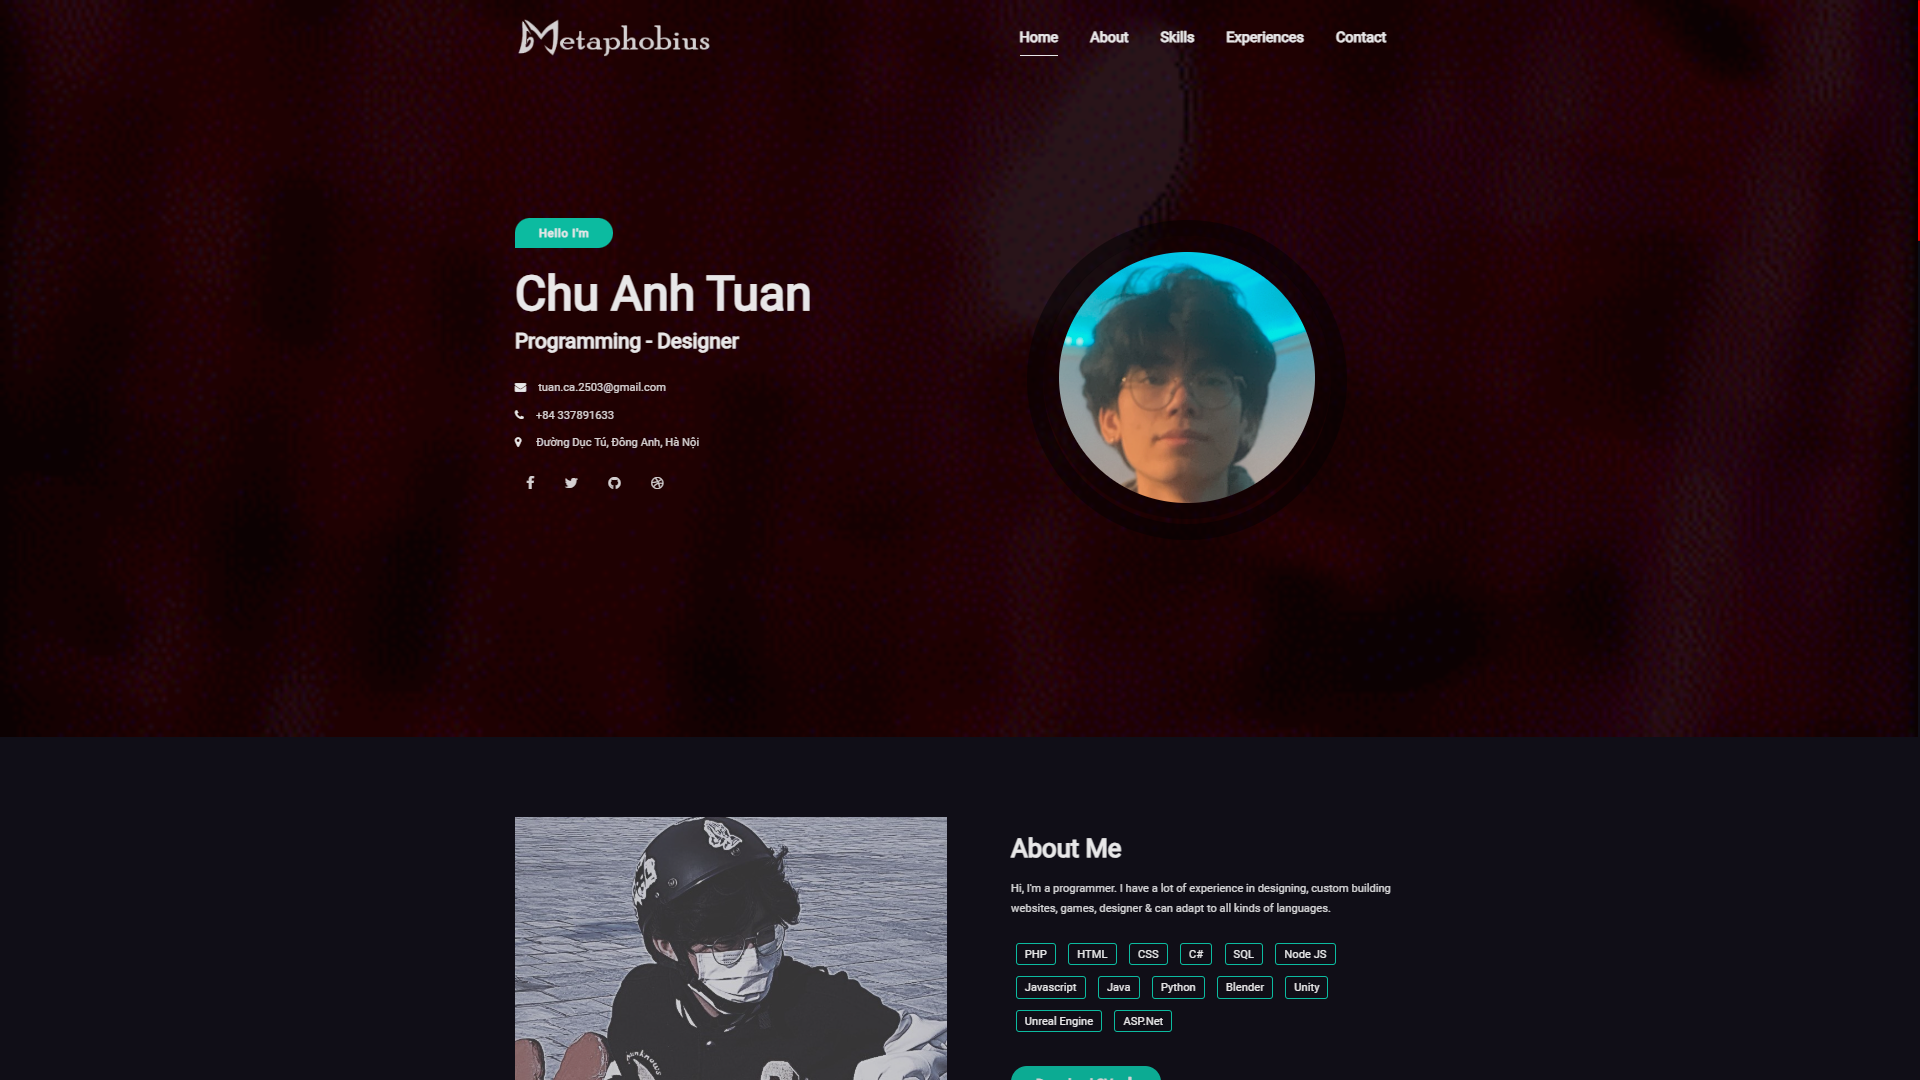 Metaphobius
Home About Skills Experiences Contact
Hello I'm
Chu Anh Tuan
Programming - Designer
tuan.ca.2503@gmail.com
+84 337891633
Đường Dục Tú, Đông Anh, Hà Nội
About Me
Hi, I'm a programmer. I have a lot of experience in designing, custom building
websites, games, designer & can adapt to all kinds of languages.
PHP HTML CSS C# SQL Node JS
Javascript Java Python Blender Unity
Unreal Engine ASP.Net